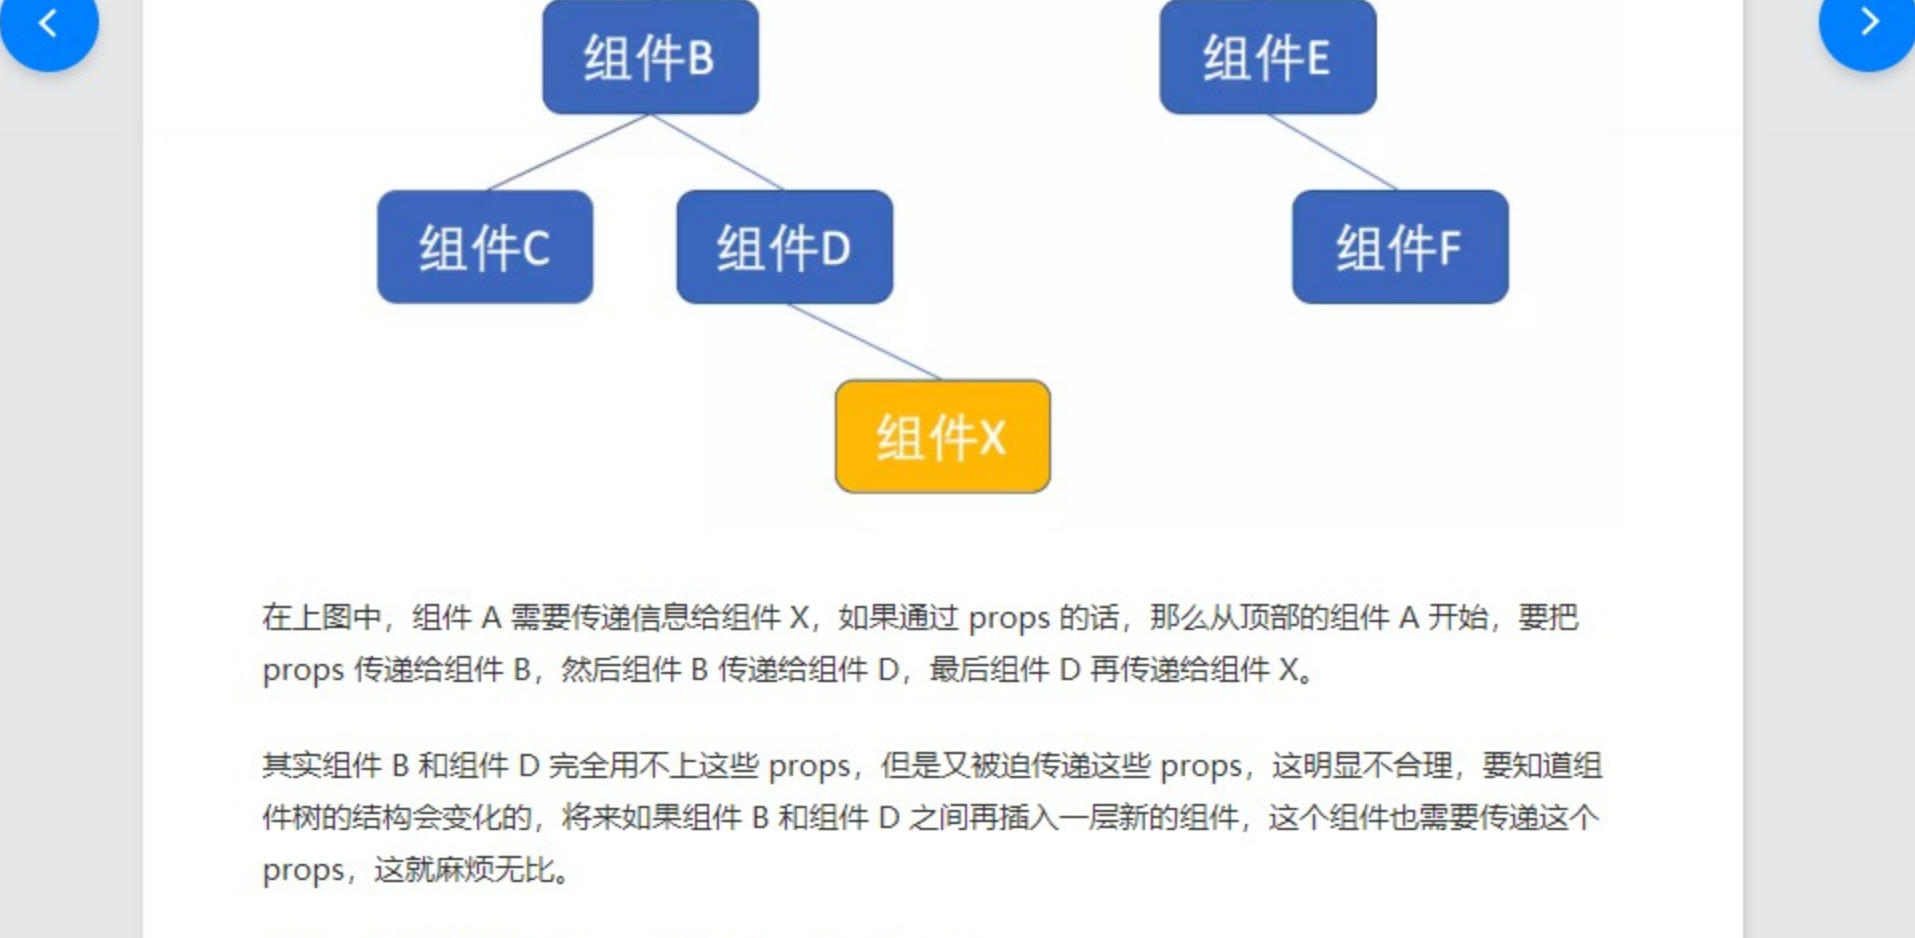 组件B
组件E
组件C
组件D
组件F
组件X
在上图中，组件 A 需要传递信息给组件 X，如果通过 props 的话，那么从顶部的组件 A 开始，要把
props 传递给组件 B，然后组件 B 传递给组件 D，最后组件 D 再传递给组件 X。
其实组件 B 和组件 D 完全用不上这些 props，但是又被迫传递这些 props，这明显不合理，要知道组
件树的结构会变化的，将来如果组件 B 和组件 D 之间再插入一层新的组件，这个组件也需要传递这个
props，这就麻烦无比。